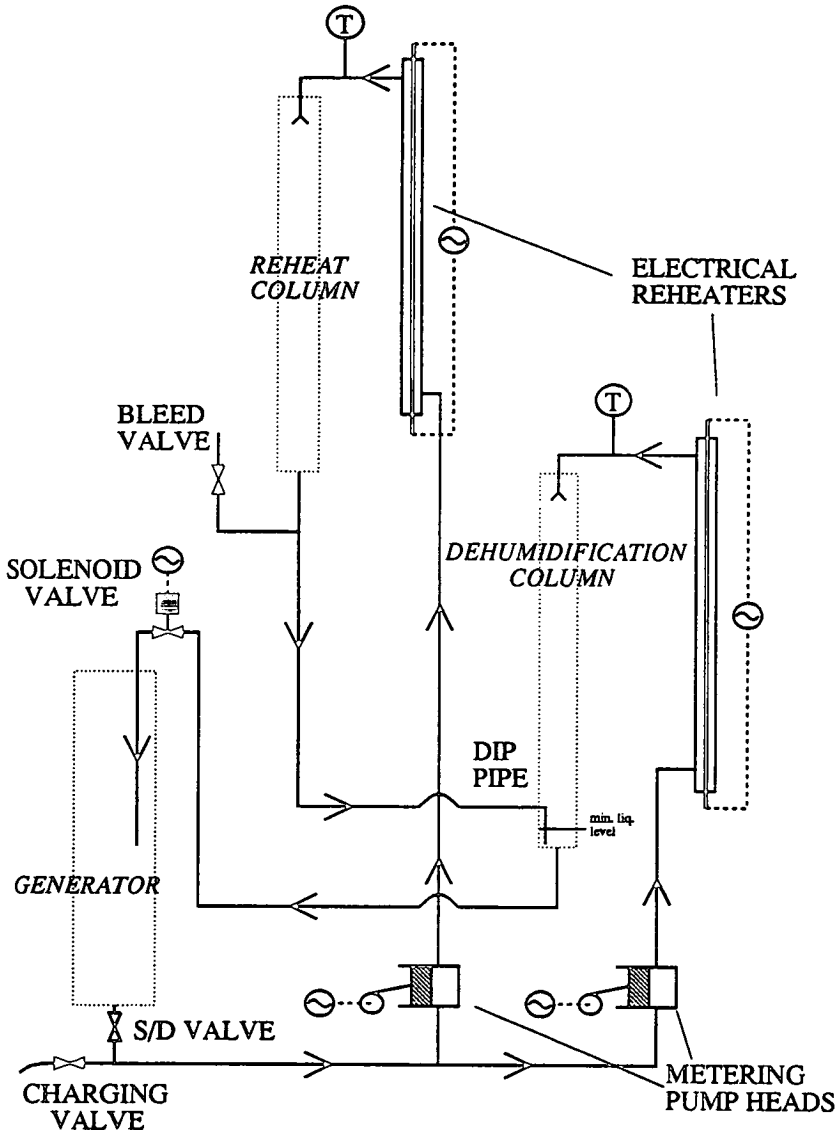 T
REHEAT
COLUMN
ELECTRICAL
REHEATERS
BLEED
VALVE
T
DEHUMIDIFICATION
COLUMN
SOLENOID
VALVE
DIP
PIPE
min. liq.
level
GENERATOR
S/D VALVE
CHARGING
VALVE
METERING
PUMP HEADS